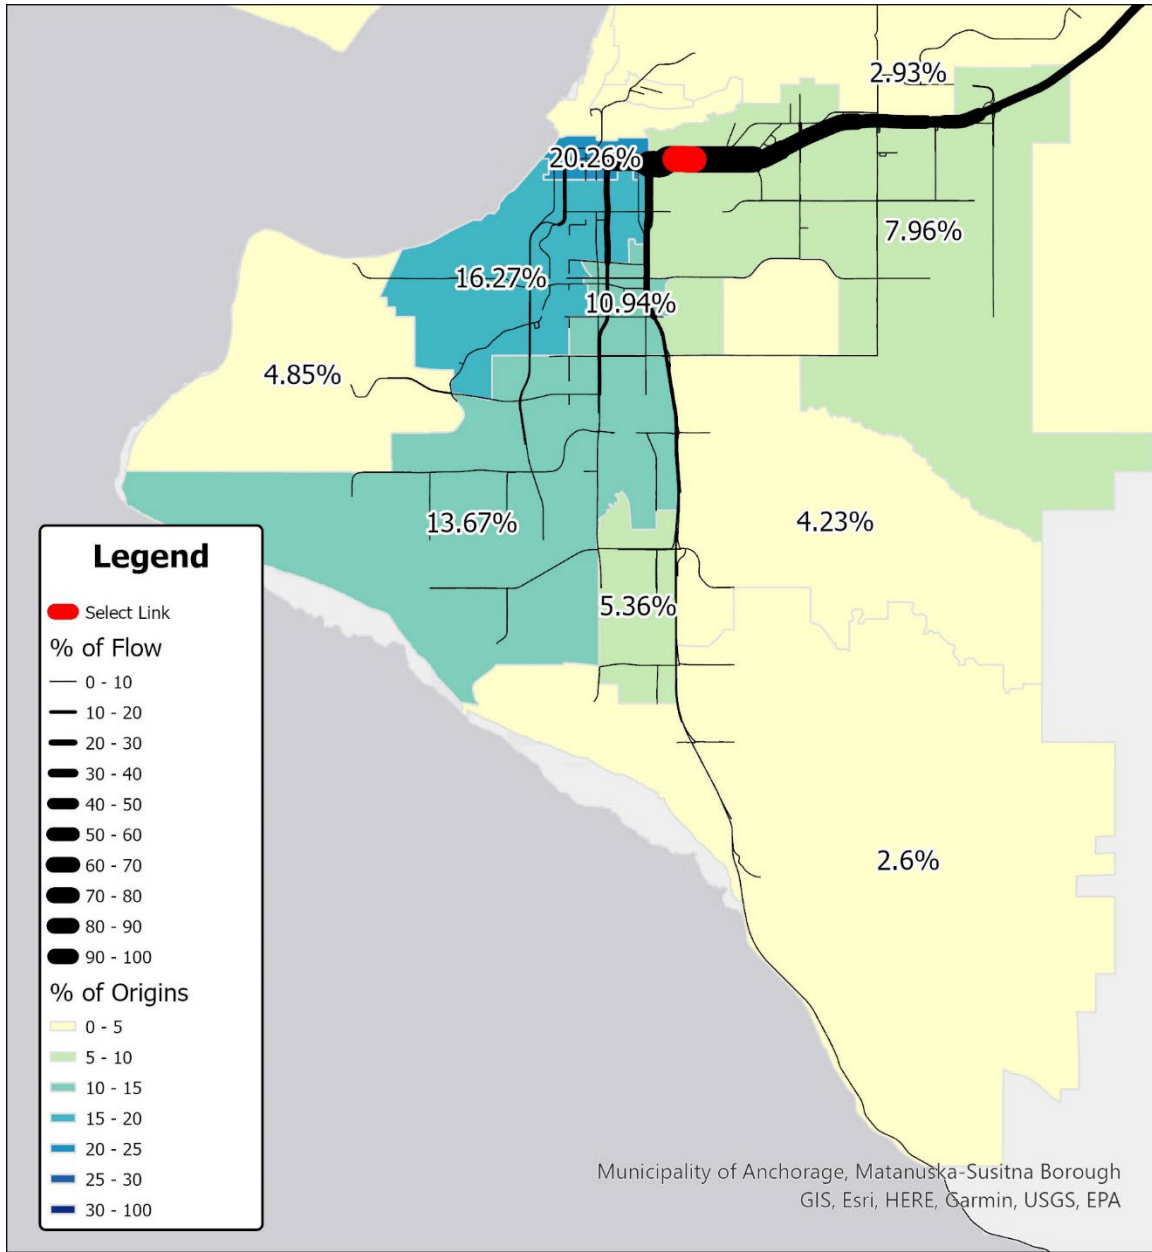 2.93%
20.26%
7.96%
16.27%
10.94%
4.85%
13.67%
4.23%
5.36%
2.6%
Legend
Select Link
% of Flow
0 - 10
10 - 20
20 - 30
30 - 40
40 - 50
50 - 60
60 - 70
70 - 80
80 - 90
90 - 100
% of Origins
0 - 5
5 - 10
10 - 15
15 - 20
20 - 25
25 - 30
30 - 100
Municipality of Anchorage, Matanuska-Susitna Borough
GIS, Esri, HERE, Garmin, USGS, EPA